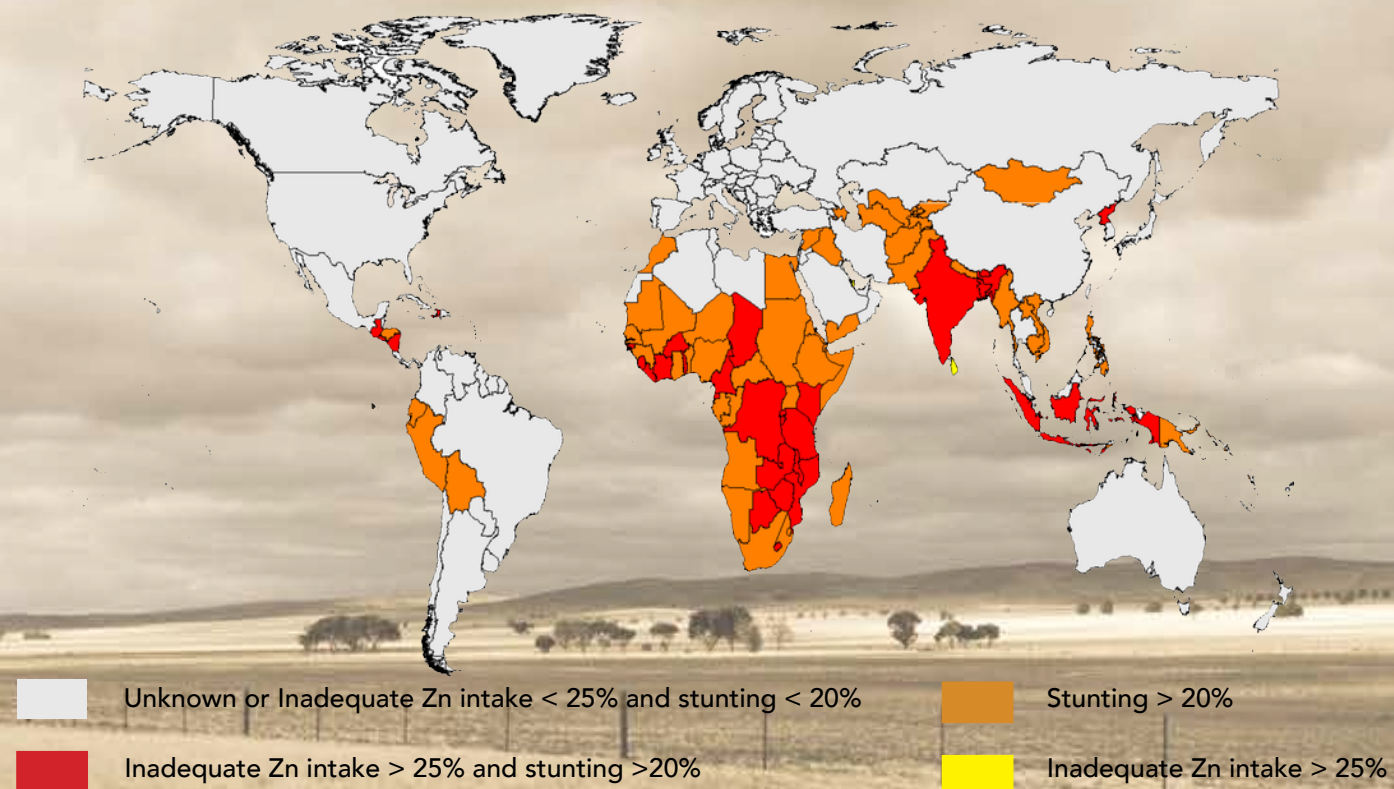 Unknown or Inadequate Zn intake < 25% and stunting < 20%
Stunting > 20%
Inadequate Zn intake > 25% and stunting >20%
Inadequate Zn intake > 25%